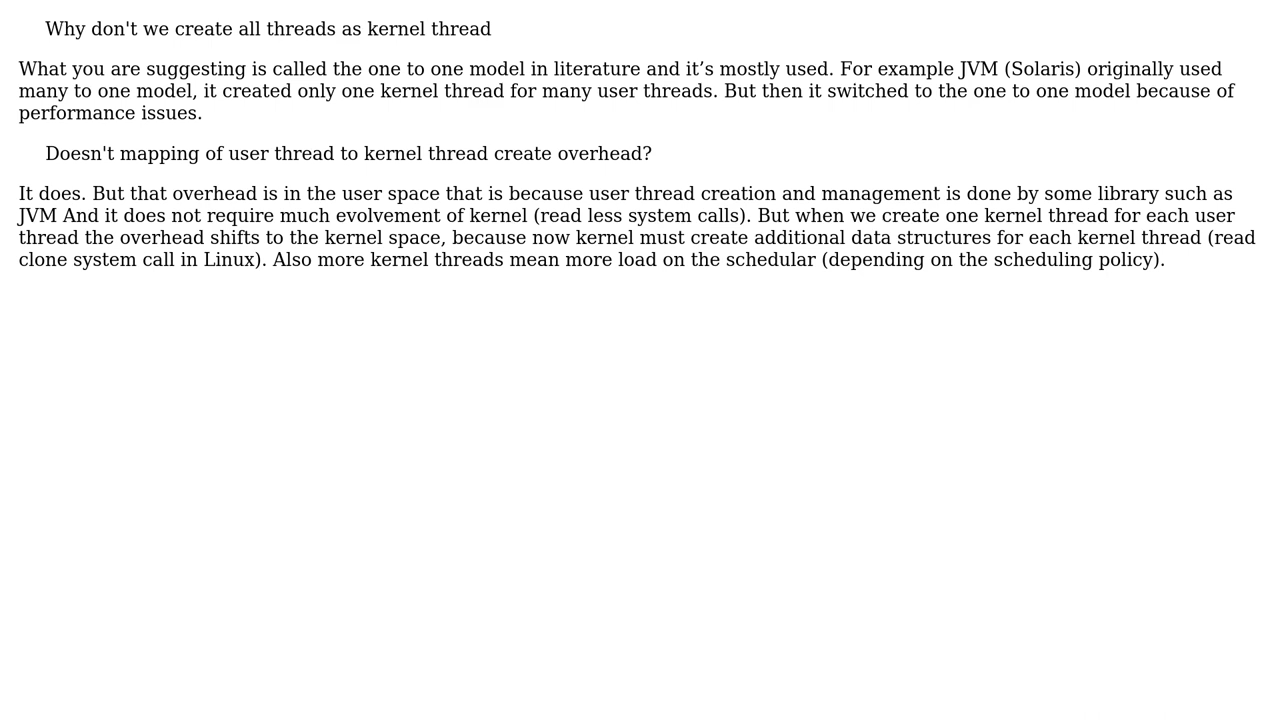 Why don't we create all threads as kernel thread
What you are suggesting is called the one to one model in literature and it’s mostly used. For example JVM (Solaris) originally used
many to one model, it created only one kernel thread for many user threads. But then it switched to the one to one model because of
performance issues.
Doesn't mapping of user thread to kernel thread create overhead?
It does. But that overhead is in the user space that is because user thread creation and management is done by some library such as
JVM And it does not require much evolvement of kernel (read less system calls). But when we create one kernel thread for each user
thread the overhead shifts to the kernel space, because now kernel must create additional data structures for each kernel thread (read
clone system call in Linux). Also more kernel threads mean more load on the schedular (depending on the scheduling policy).